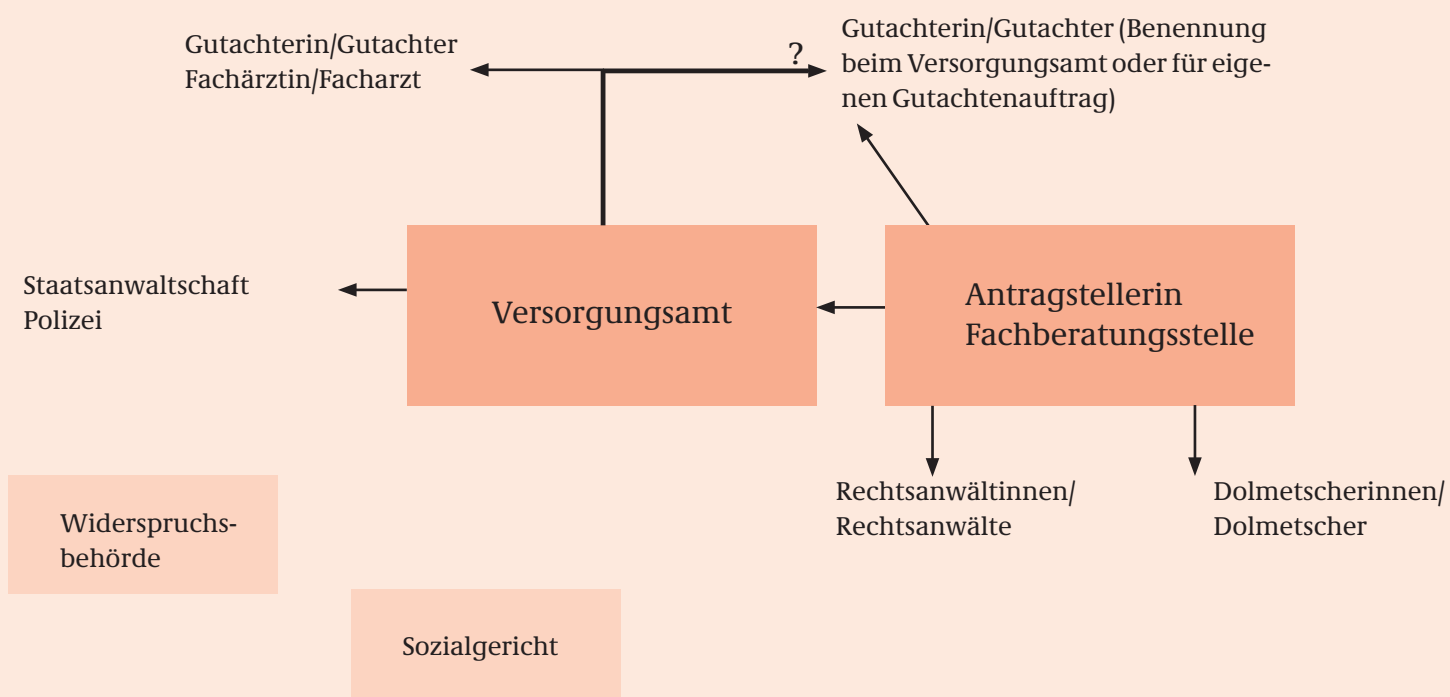 Gutachterin/Gutachter
Fachärztin/Facharzt
?
Gutachterin/Gutachter (Benennung
beim Versorgungsamt oder für eige-
nen Gutachtenauftrag)
Staatsanwaltschaft
Polizei
Versorgungsamt
Antragstellerin
Fachberatungsstelle
Rechtsanwältinnen/
Rechtsanwälte
Dolmetscherinnen/
Dolmetscher
Widerspruchs-
behörde
Sozialgericht